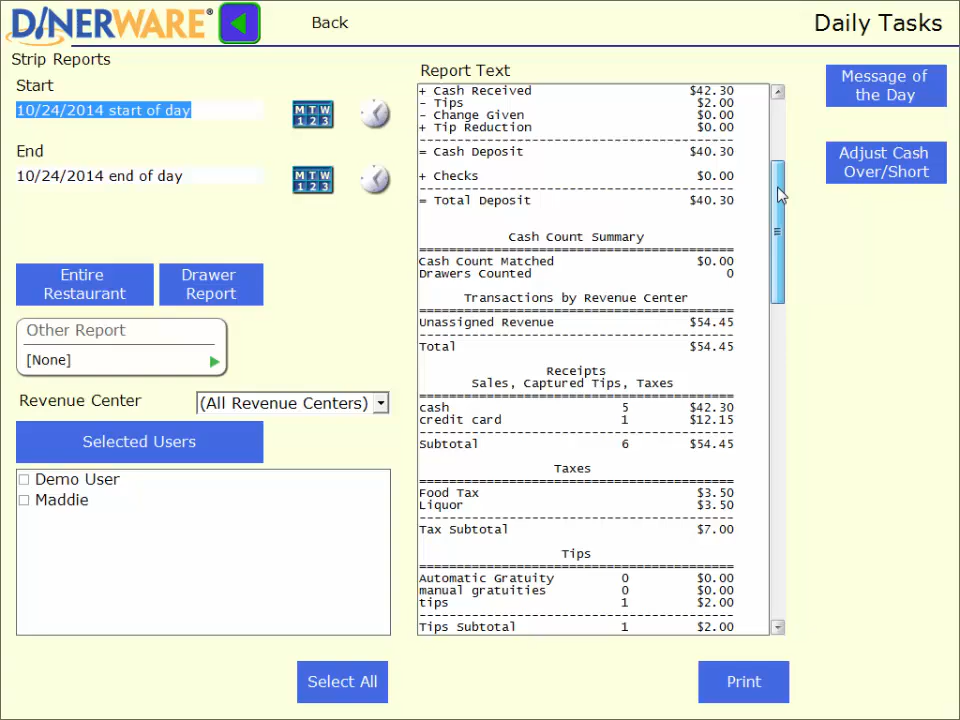 DINERWARE®
Back
Daily Tasks
Strip Reports
Start
10/24/2014 start of day
MTW
123
End
10/24/2014 end of day
MTW
123
Entire
Restaurant
Drawer
Report
Other Report
[None]
Revenue Center
(All Revenue Centers)
Selected Users
Demo User
Maddie
Select All
Report Text
+ Cash Received $42.30
- Tips $2.00
- Change Given $0.00
+ Tip Reduction $0.00
= Cash Deposit $40.30
+ Checks $0.00
= Total Deposit $40.30
Cash Count Summary
Cash Count Matched $0.00
Drawers Counted 0
Transactions by Revenue Center
Unassigned Revenue $54.45
Total $54.45
Receipts
Sales, Captured Tips, Taxes
cash 5 $42.30
credit card 1 $12.15
Subtotal 6 $54.45
Taxes
Food Tax $3.50
Liquor $3.50
Tax Subtotal $7.00
Tips
Automatic Gratuity 0 $0.00
manual gratuities 0 $0.00
tips 1 $2.00
Tips Subtotal 1 $2.00
Print
Message of
the Day
Adjust Cash
Over/Short